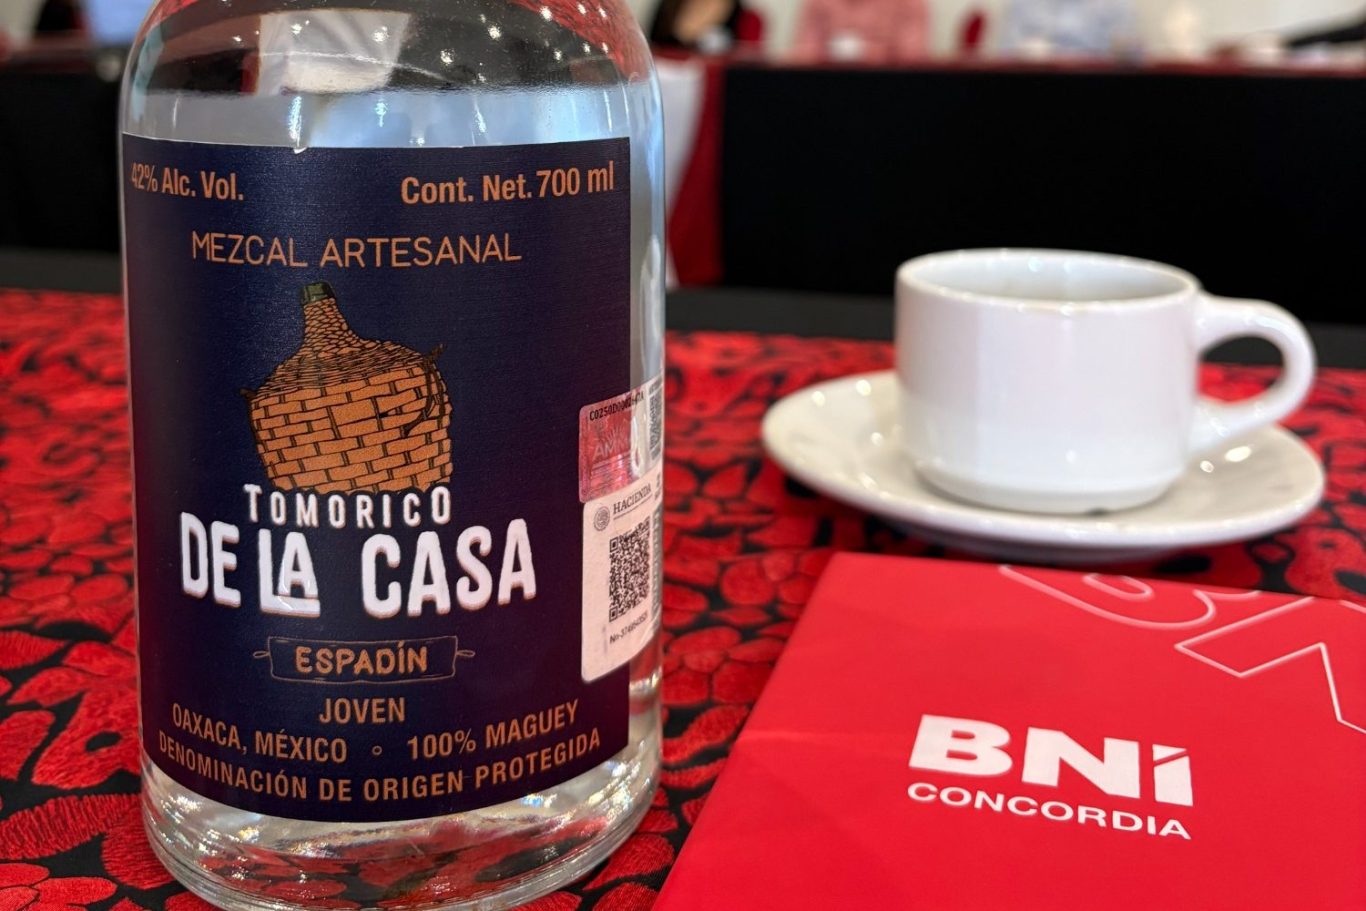 42% Alc. Vol.
Cont. Net. 700 ml
MEZCAL ARTESANAL
TOMORICO
DE LA CASA
ESPADÍN
JOVEN
OAXACA, MÉXICO ◦ 100% MAGUEY
DENOMINACIÓN DE ORIGEN PROTEGIDA
HACIENDA
BNI
CONCORDIA